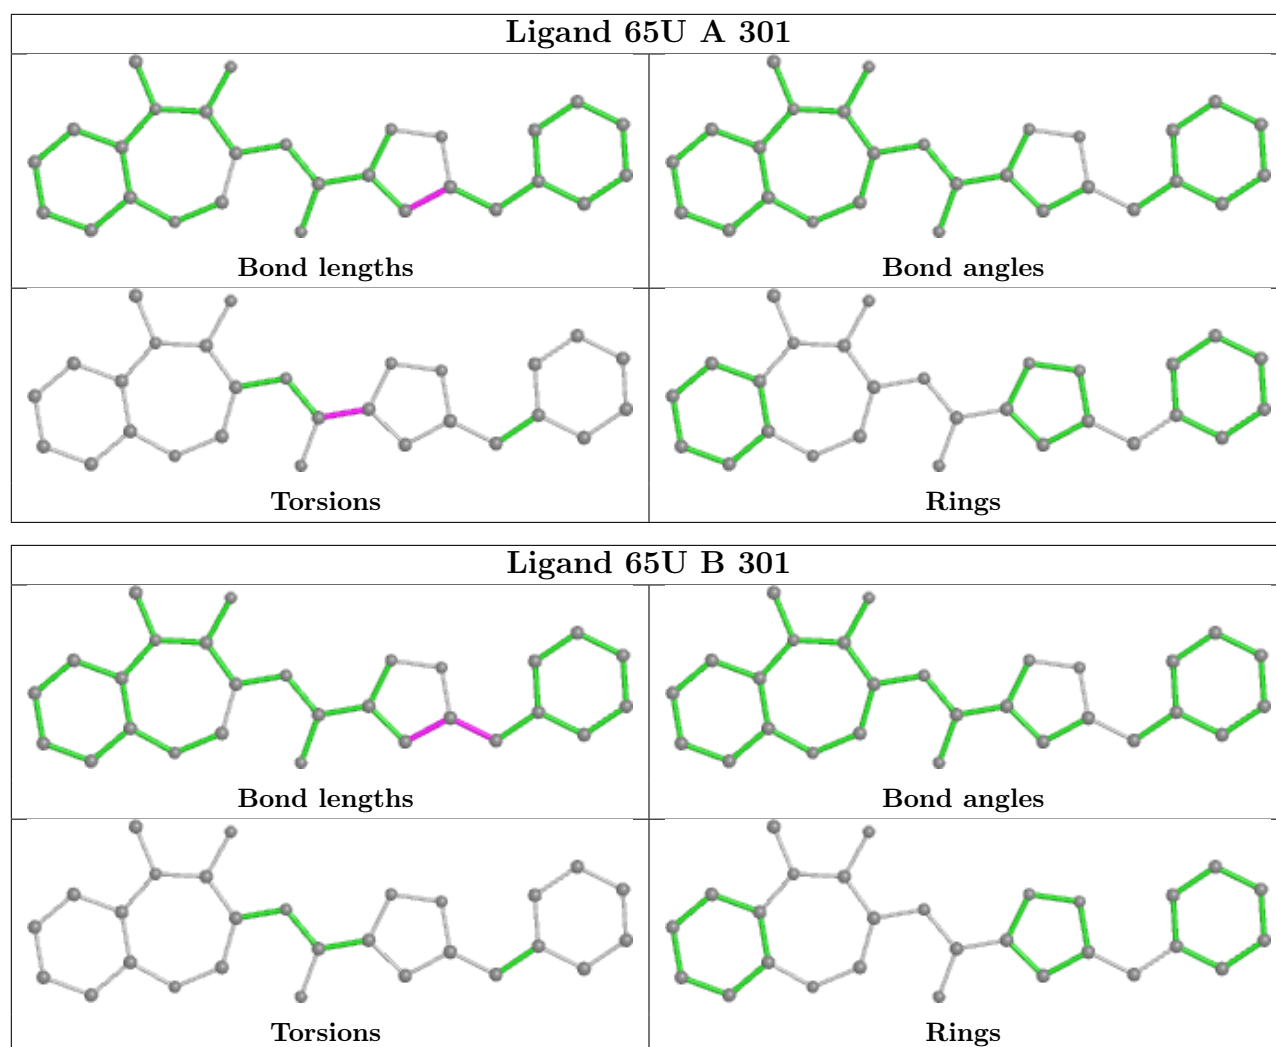 Ligand 65U A 301
Bond lengths
Bond angles
Torsions
Rings
Ligand 65U B 301
Bond lengths
Bond angles
Torsions
Rings